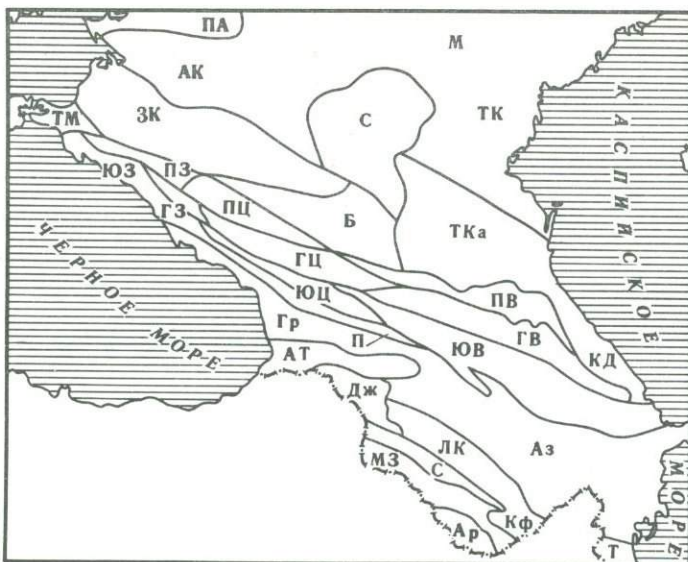 ПА
М
АК
ЗК
С
ТК
ТМ
ЮЗ
ПЗ
ГЗ
ПЦ
Б
ТКа
ГЦ
ЮЦ
ПВ
Гр
П
ЮВ
ГВ
КД
АТ
Дж
ЛК
Аз
МЗ
С
Ар
Кф
Т
ЧЕРНОЕ МОРЕ
КАСПИЙСКОЕ
МОРЕ